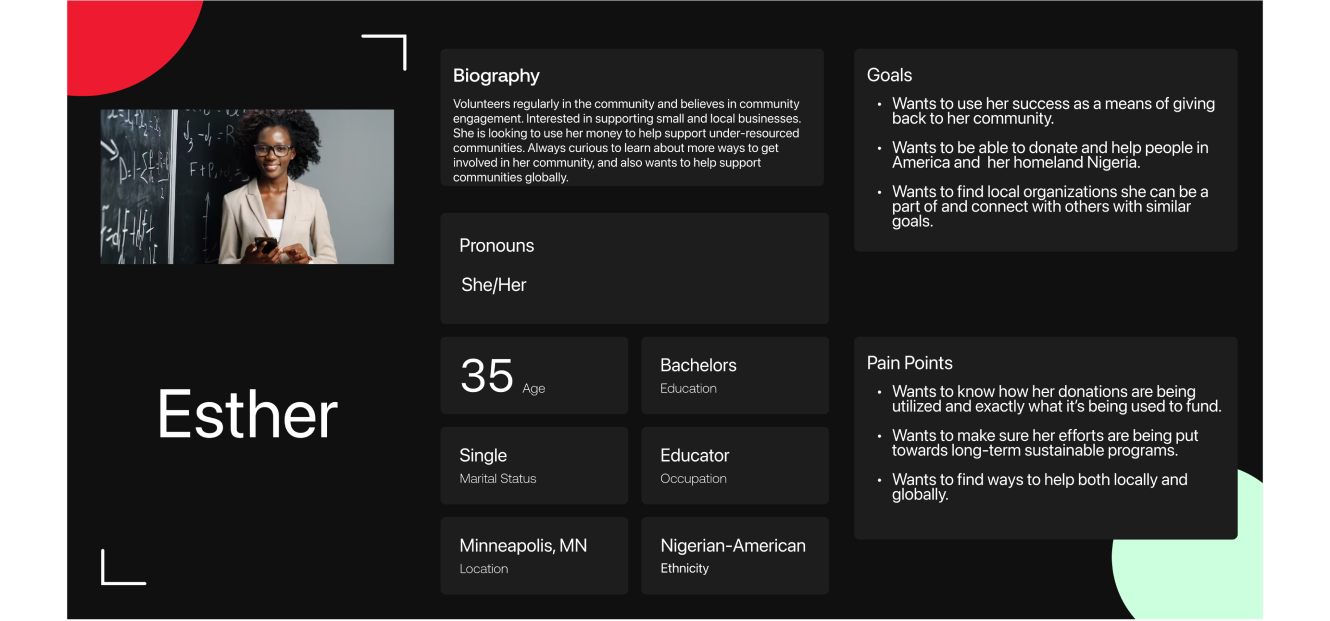 Biography
Volunteers regularly in the community and believes in community
engagement. Interested in supporting small and local businesses.
She is looking to use her money to help support under-resourced
communities. Always curious to learn about more ways to get
involved in her community, and also wants to help support
communities globally.
Pronouns
She/Her
35 Age
Bachelors
Education
Single
Marital Status
Educator
Occupation
Minneapolis, MN
Location
Nigerian-American
Ethnicity
Esther
Goals
• Wants to use her success as a means of giving
back to her community.
• Wants to be able to donate and help people in
America and  her homeland Nigeria.
• Wants to find local organizations she can be a
part of and connect with others with similar
goals.
Pain Points
• Wants to know how her donations are being
utilized and exactly what it's being used to fund.
• Wants to make sure her efforts are being put
towards long-term sustainable programs.
• Wants to find ways to help both locally and
globally.